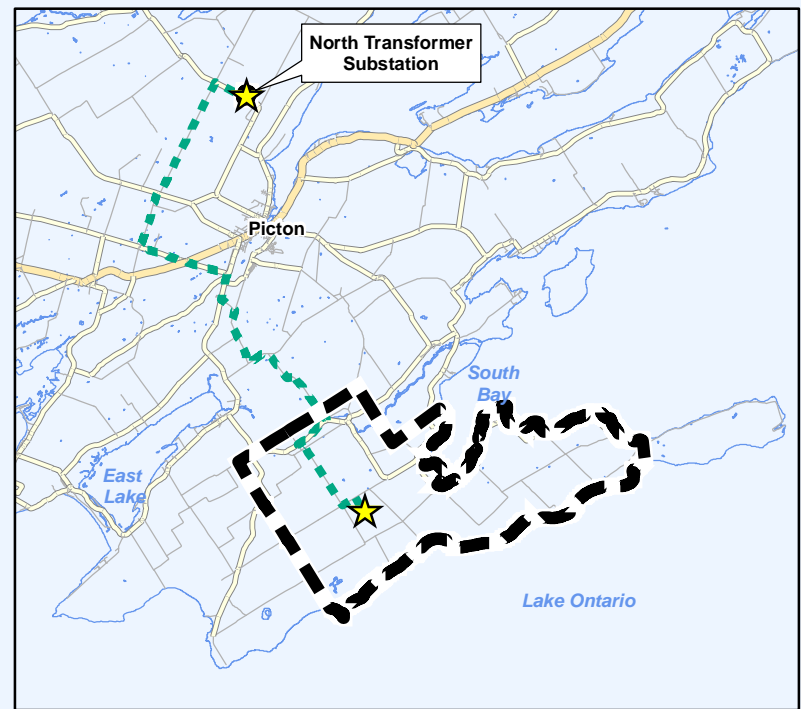 North Transformer
Substation
Picton
South
Bay
East
Lake
Lake Ontario